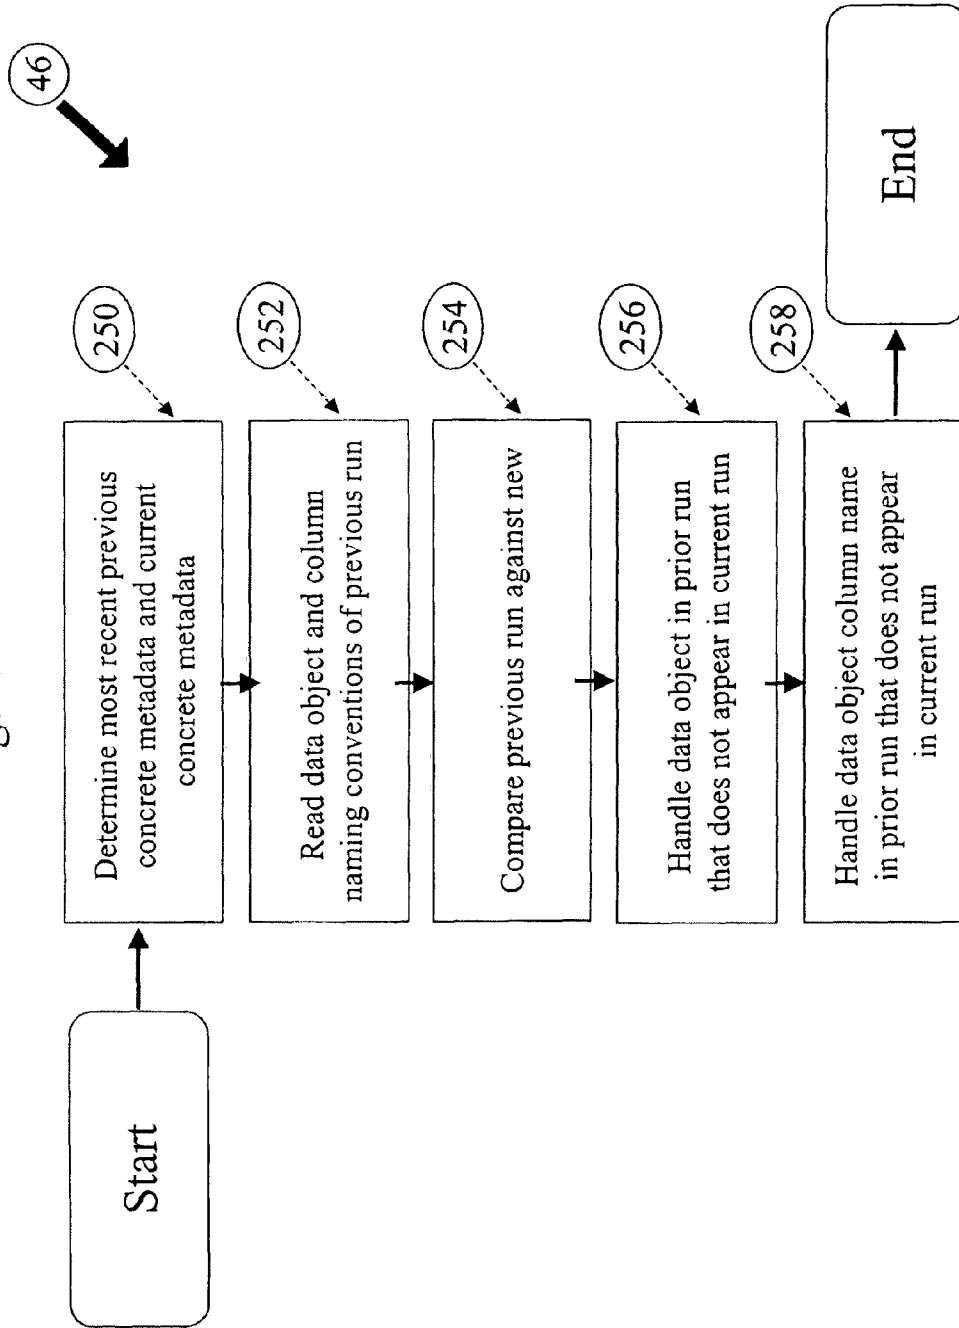 46
Start
250
Determine most recent previous
concrete metadata and current
concrete metadata
252
Read data object and column
naming conventions of previous run
254
Compare previous run against new
256
Handle data object in prior run
that does not appear in current run
258
Handle data object column name
in prior run that does not appear
in current run
End